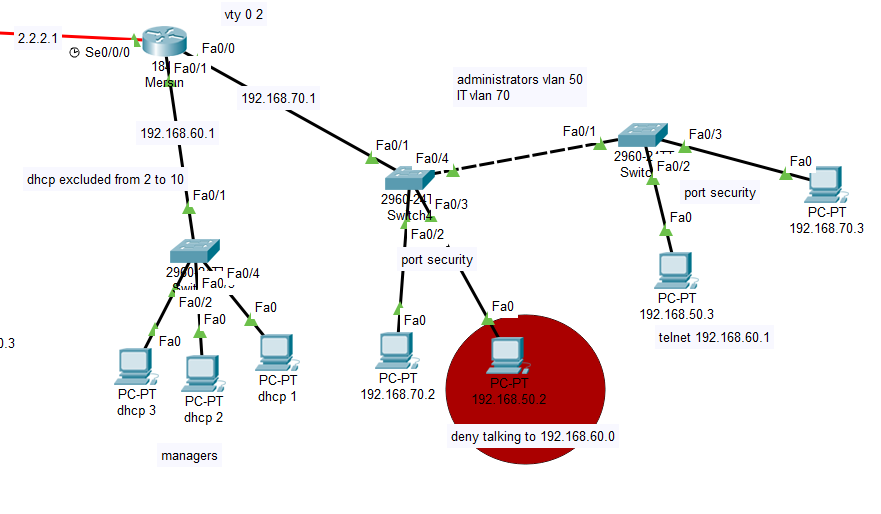 vty 0 2
2.2.2.1
Se0/0/0
Fa0/0
Fa0/1
Mersin
192.168.70.1
administrators vlan 50
IT vlan 70
192.168.60.1
Fa0/1
Fa0/4
2960-24TT
Switch4
Fa0/1
Fa0/3
2960-24TT
Fa0/2
port security
Fa0
PC-PT
192.168.70.3
dhcp excluded from 2 to 10
Fa0/1
Fa0/3
Fa0/2
port security
Fa0
PC-PT
192.168.50.3
telnet 192.168.60.1
Fa0/4
Fa0/2
Fa0
Fa0
Fa0
PC-PT
dhcp 3
PC-PT
dhcp 2
PC-PT
dhcp 1
managers
Fa0
PC-PT
192.168.70.2
Fa0
PC-PT
192.168.50.2
deny talking to 192.168.60.0